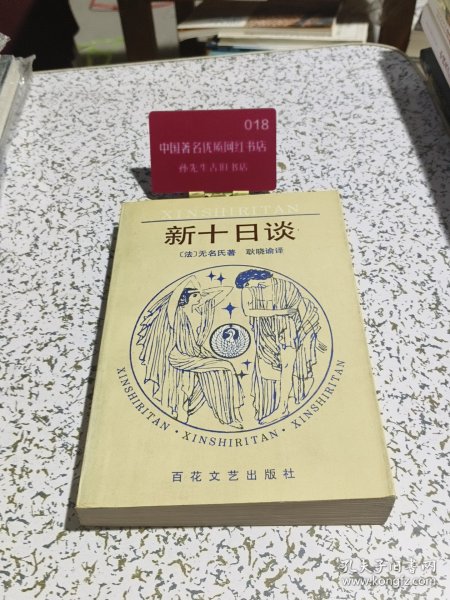 018
中国著名优质网红书店
孙先生古旧书店
XINSHIRITAN
新十日谈
〔法〕无名氏著 耿晓谕译
XINSHIRITAN · XINSHIRITAN · XINSHIRITAN
百花文艺出版社
孔夫子旧书网
www.kongfz.com